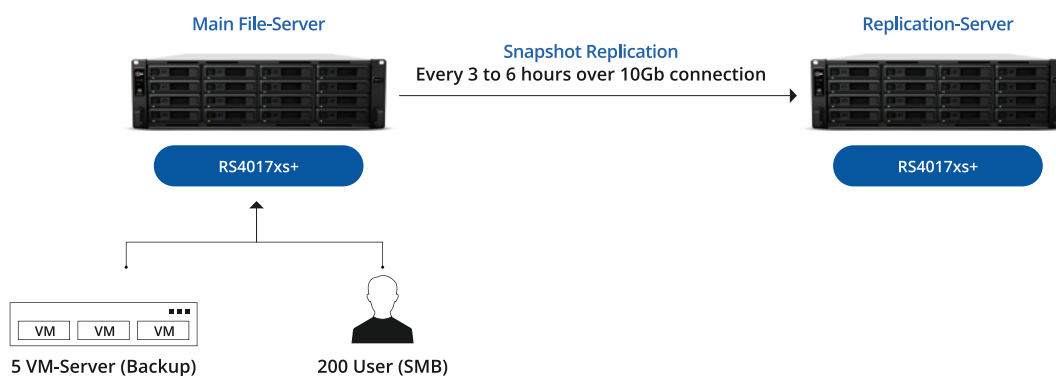 Main File-Server
Replication-Server
Snapshot Replication
Every 3 to 6 hours over 10Gb connection
RS4017xs+
RS4017xs+
VM
VM
VM
5 VM-Server (Backup)
200 User (SMB)